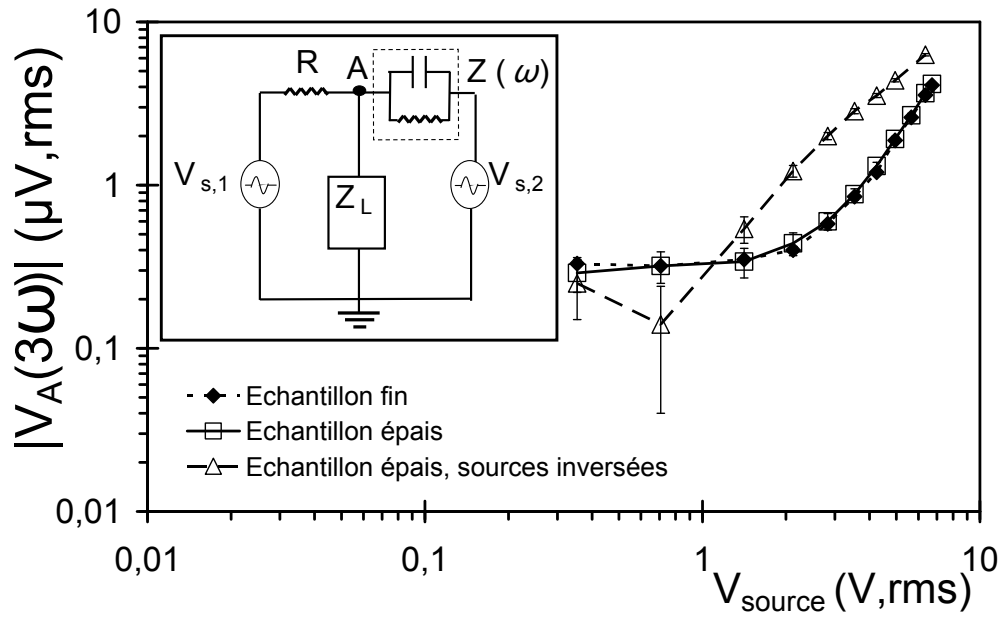 |V_A(3ω)| (µV,rms)
10
1
0,1
0,01
R
A
Z ( ω )
V_s,1
Z_L
V_s,2
Echantillon fin
Echantillon épais
Echantillon épais, sources inversées
0,01
0,1
1
10
V_source (V,rms)